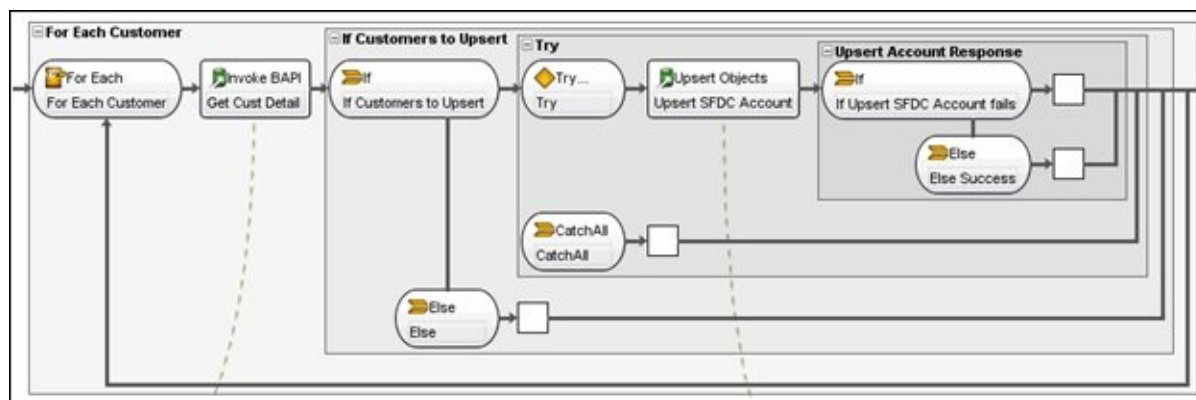 For Each Customer
If Customers to Upsert
Try
Upsert Account Response
For Each
For Each Customer
Invoke BAPI
Get Cust Detail
If
If Customers to Upsert
Try...
Try
Upsert Objects
Upsert SFDC Account
If
If Upsert SFDC Account fails
Else
Else Success
CatchAll
CatchAll
Else
Else